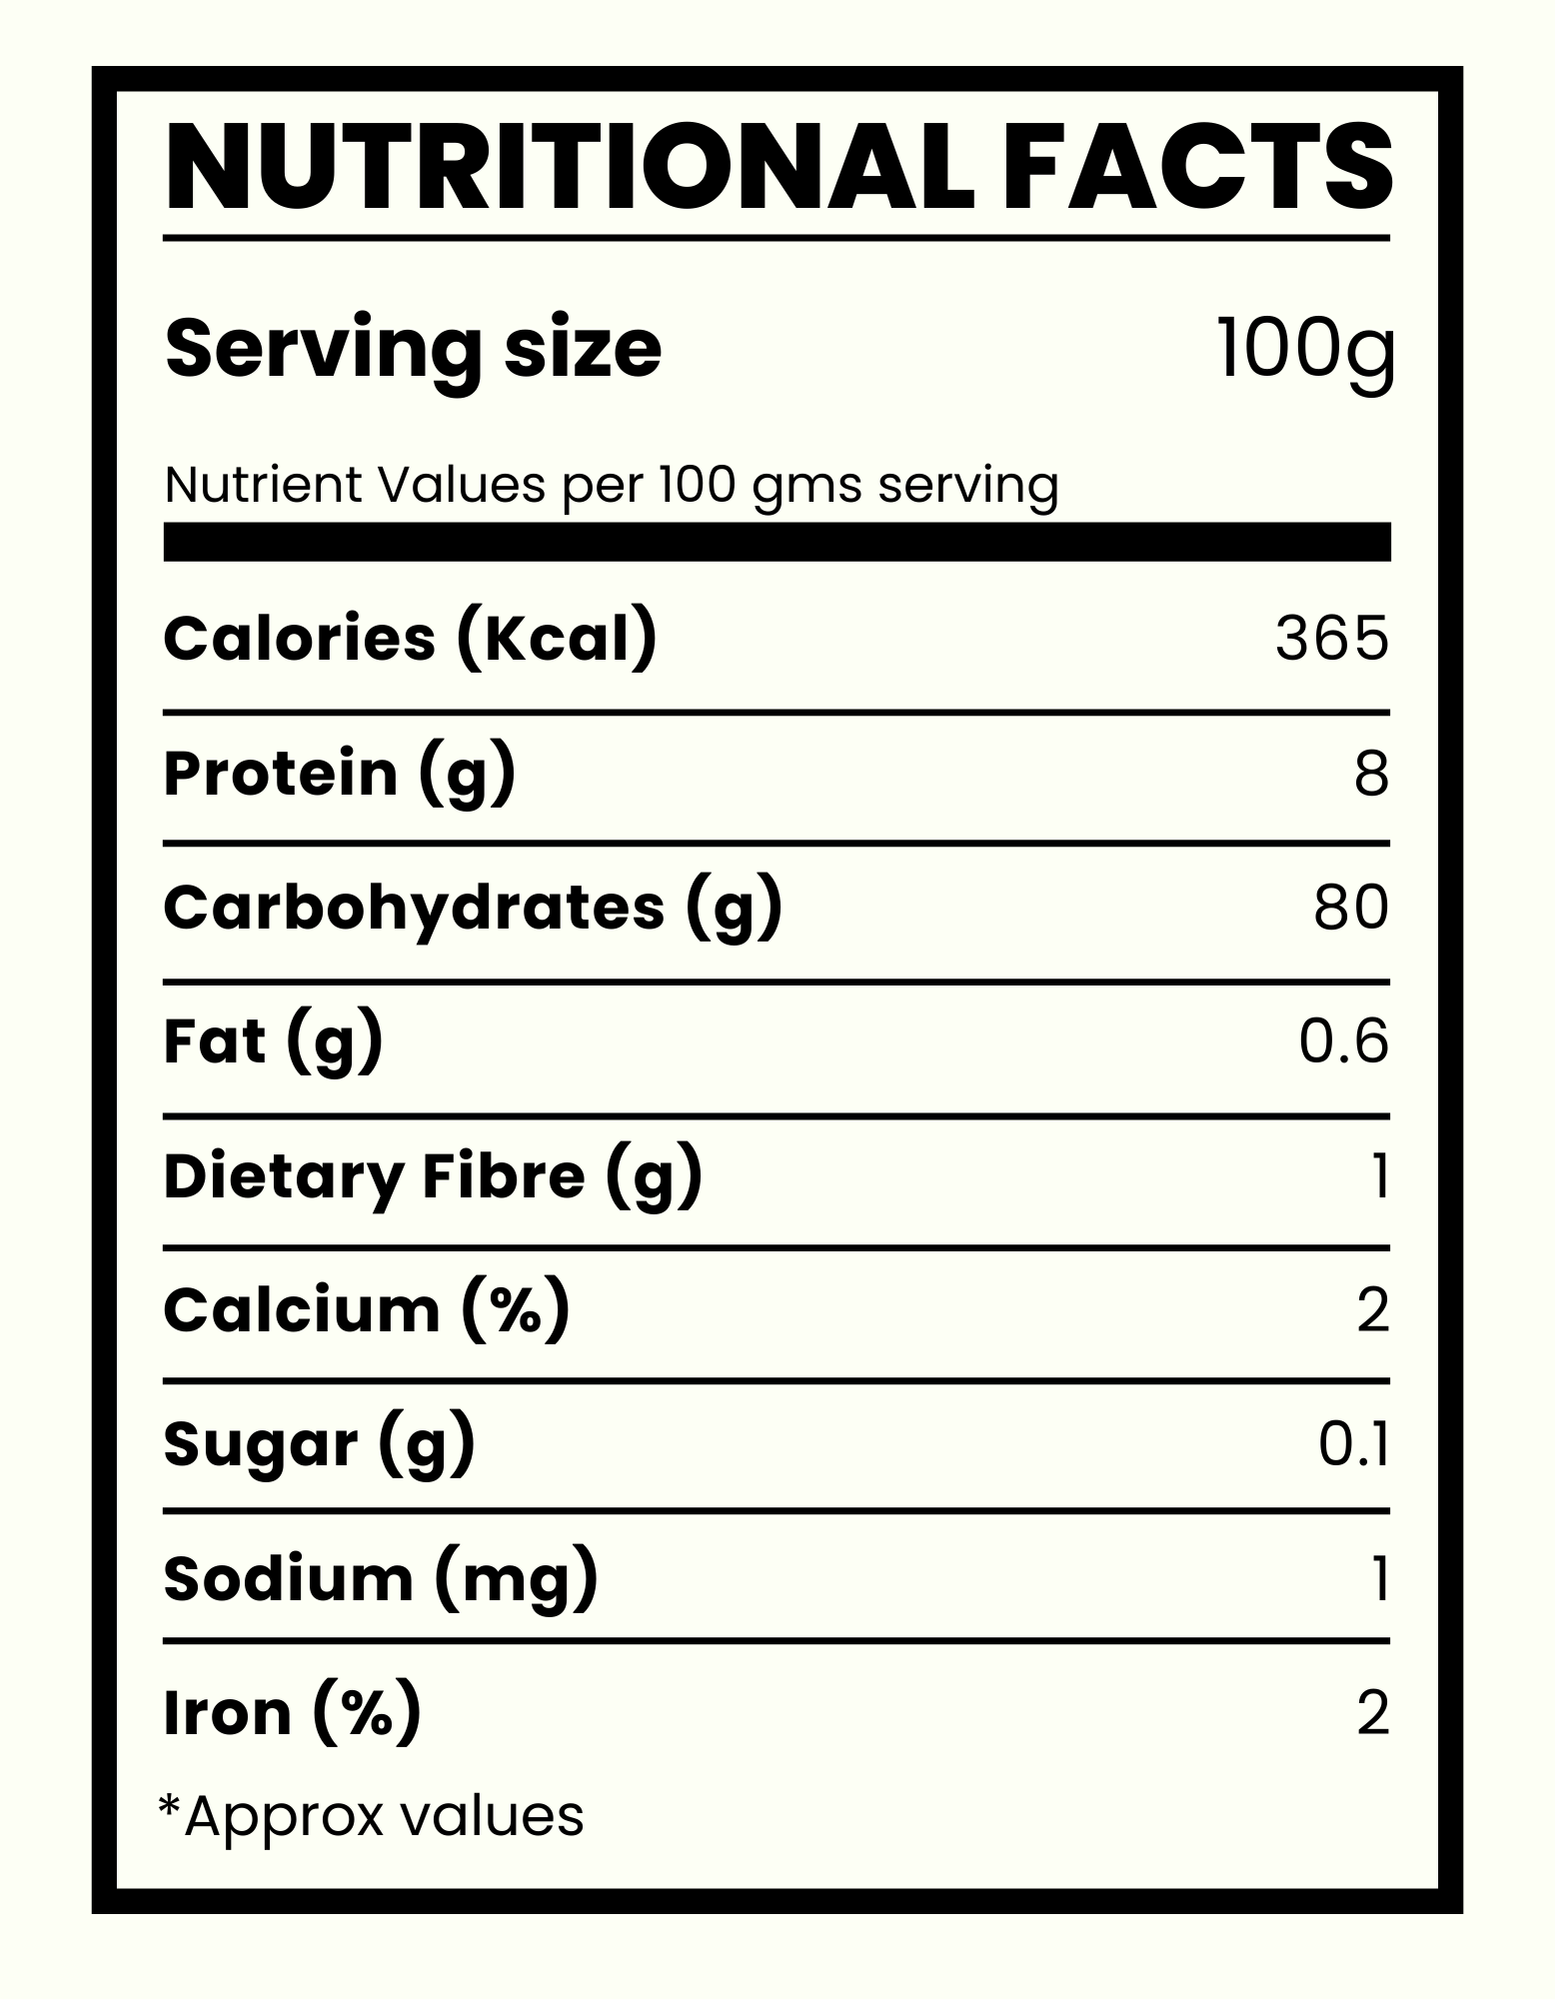 NUTRITIONAL FACTS
Serving size 100g
Nutrient Values per 100 gms serving
Calories (Kcal) 365
Protein (g) 8
Carbohydrates (g) 80
Fat (g) 0.6
Dietary Fibre (g) 1
Calcium (%) 2
Sugar (g) 0.1
Sodium (mg) 1
Iron (%) 2
*Approx values